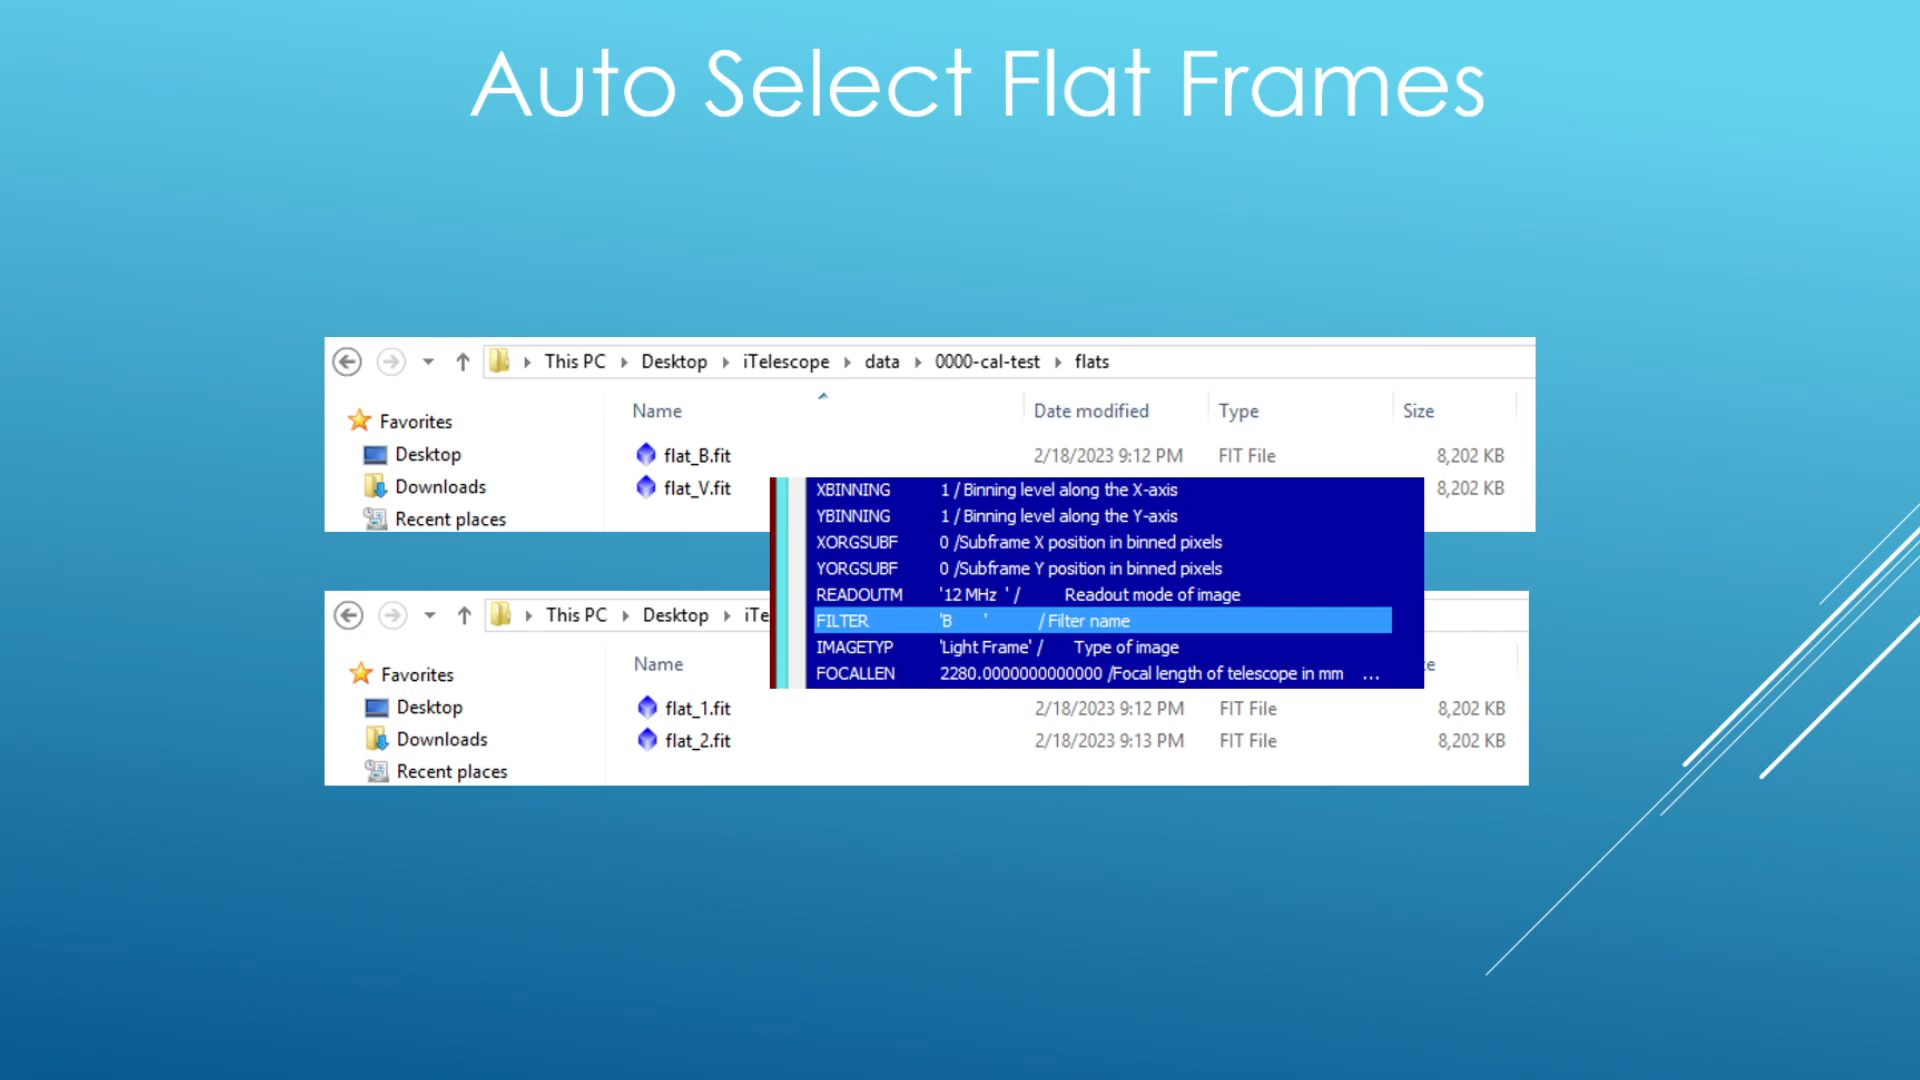 Auto Select Flat Frames
This PC Desktop iTelescope data 0000-cal-test flats
Name Date modified Type Size
Favorites
Desktop
Downloads
Recent places
flat_B.fit 2/18/2023 9:12 PM FIT File 8,202 KB
flat_V.fit 8,202 KB
XBINNING 1 / Binning level along the X-axis
YBINNING 1 / Binning level along the Y-axis
XORGSUBF 0 /Subframe X position in binned pixels
YORGSUBF 0 /Subframe Y position in binned pixels
READOUTM '12 MHz ' / Readout mode of image
FILTER 'B ' / Filter name
IMAGETYP 'Light Frame' / Type of image
FOCALLEN 2280.0000000000000 /Focal length of telescope in mm ...
This PC Desktop iTe
Name
Favorites
Desktop
Downloads
Recent places
flat_1.fit 2/18/2023 9:12 PM FIT File 8,202 KB
flat_2.fit 2/18/2023 9:13 PM FIT File 8,202 KB